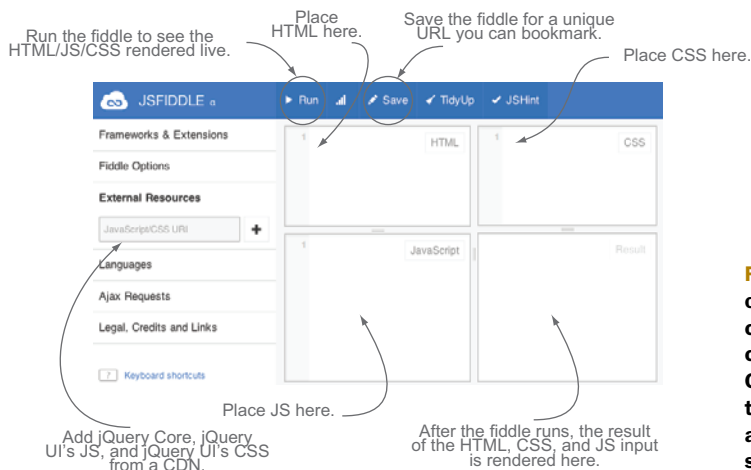 Run the fiddle to see the
HTML/JS/CSS rendered live.
Place
HTML here.
Save the fiddle for a unique
URL you can bookmark.
Place CSS here.
JSFIDDLE α
Run
Save
TidyUp
JSHint
Frameworks & Extensions
Fiddle Options
External Resources
JavaScript/CSS URI
+
Languages
Ajax Requests
Legal, Credits and Links
Keyboard shortcuts
1
HTML
1
CSS
1
JavaScript
Result
Place JS here.
Add jQuery Core, jQuery
UI's JS, and jQuery UI's CSS
from a CDN.
After the fiddle runs, the result
of the HTML, CSS, and JS input
is rendered here.